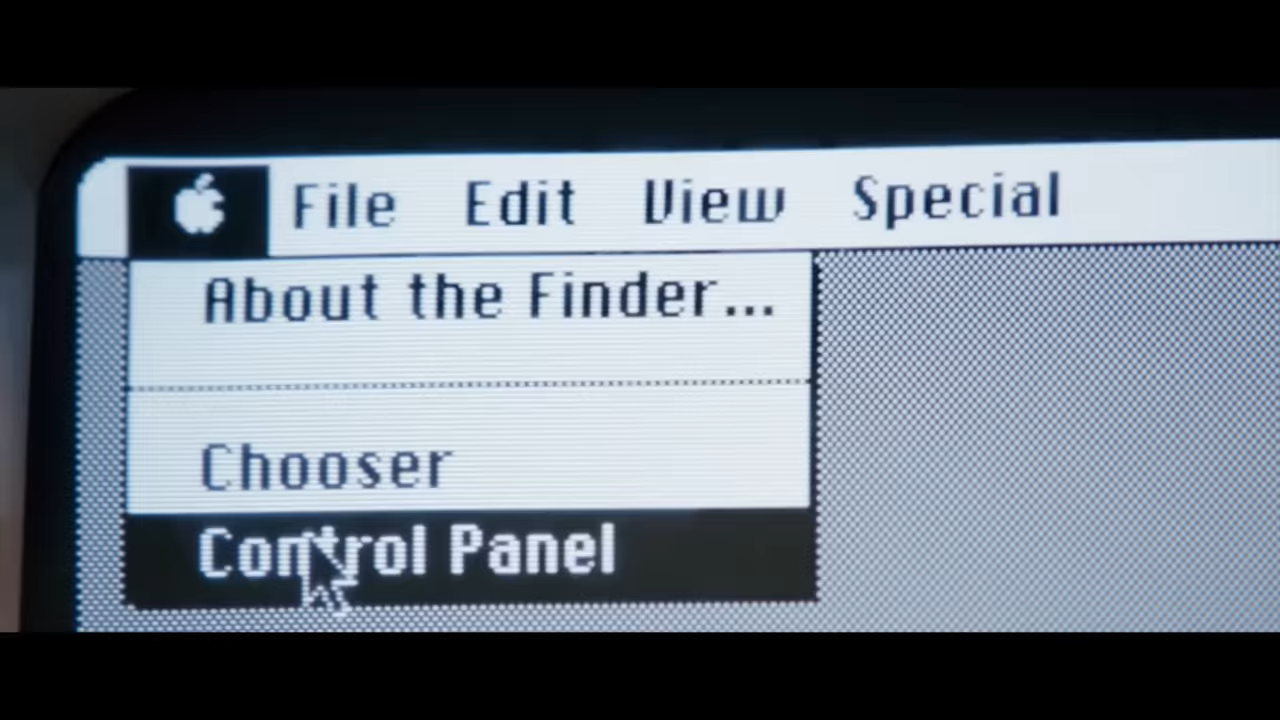 File Edit View Special
About the Finder...
Chooser
Control Panel